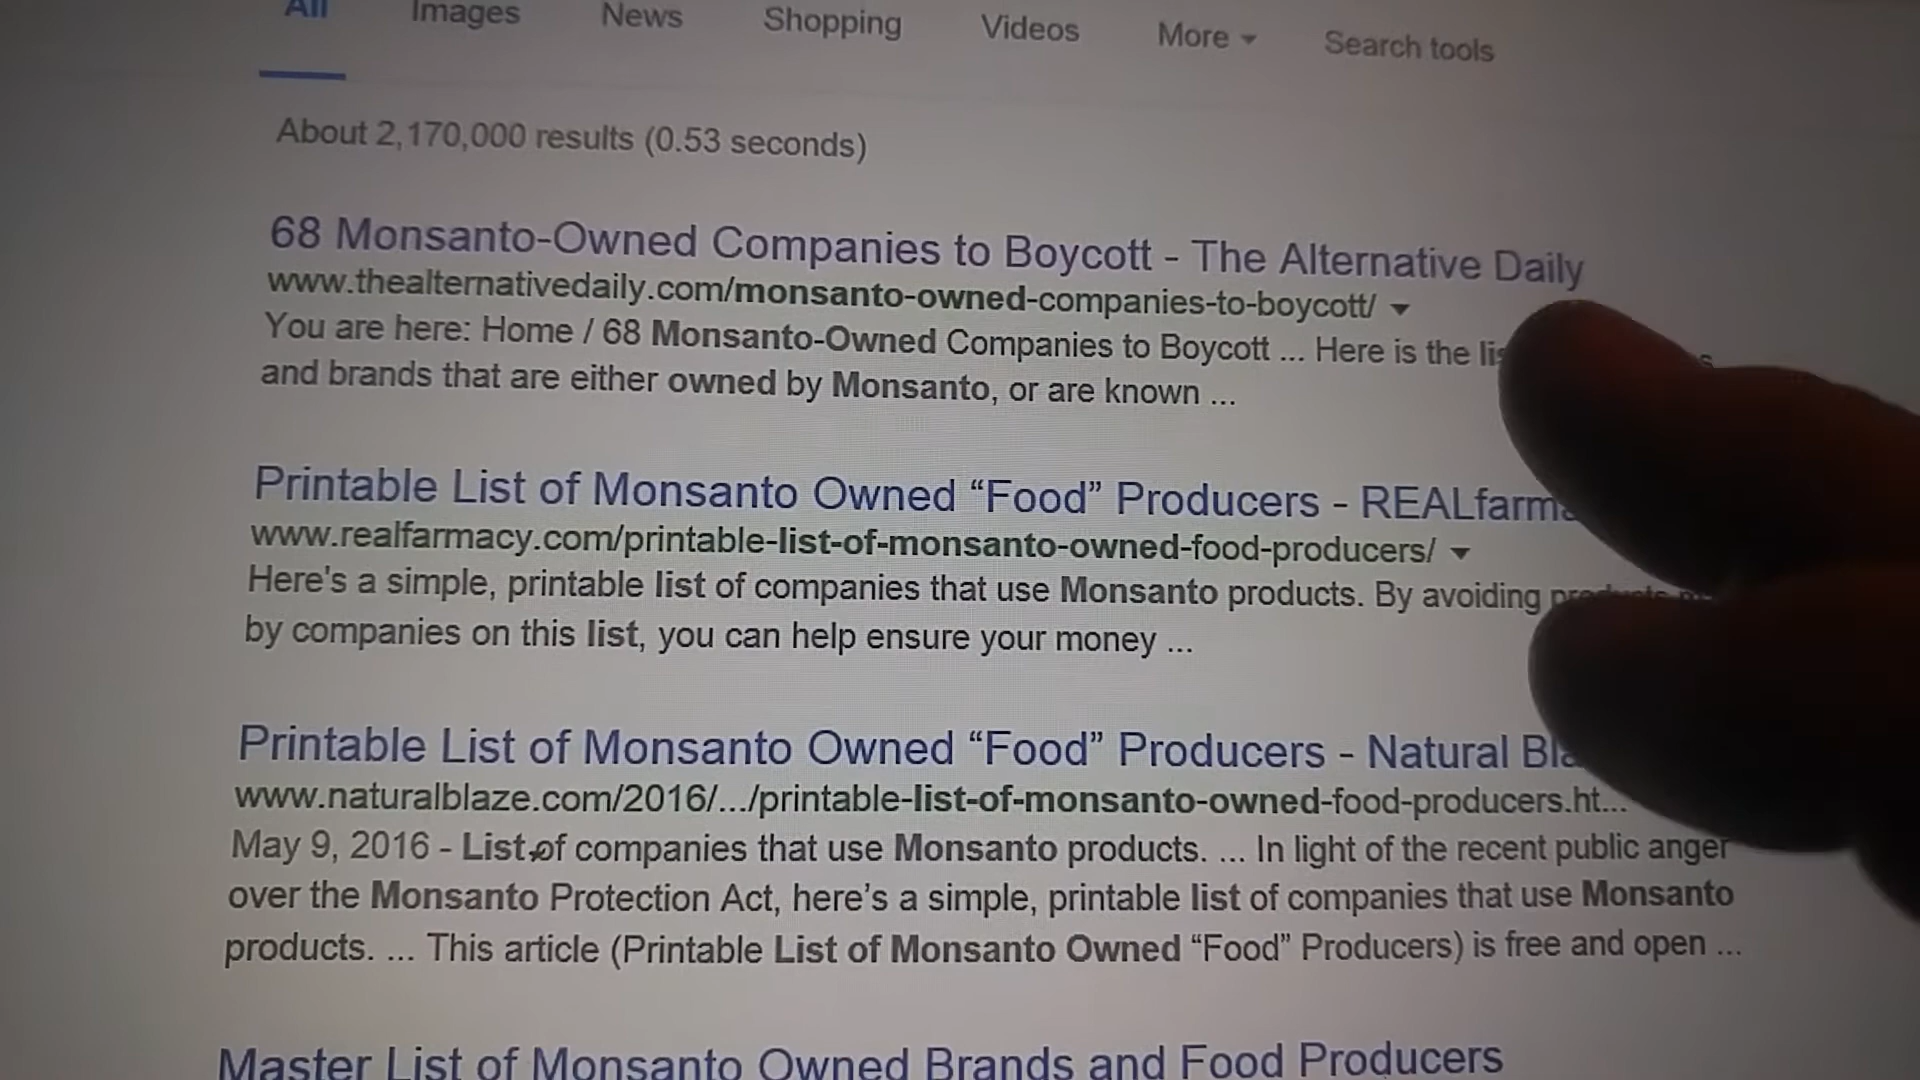 All
Images
News
Shopping
Videos
More
Search tools
About 2,170,000 results (0.53 seconds)
68 Monsanto-Owned Companies to Boycott - The Alternative Daily
www.thealternativedaily.com/monsanto-owned-companies-to-boycott/
You are here: Home / 68 Monsanto-Owned Companies to Boycott ... Here is the
and brands that are either owned by Monsanto, or are known ...
Printable List of Monsanto Owned “Food” Producers -
www.realfarmacy.com/printable-list-of-monsanto-owned-food-producers/
Here's a simple, printable list of companies that use Monsanto products. By avoiding
by companies on this list, you can help ensure your money ...
Printable List of Monsanto Owned “Food” Producers - Natural
www.naturalblaze.com/2016/.../printable-list-of-monsanto-owned-food-producers.ht...
May 9, 2016 - List of companies that use Monsanto products. ... In light of the recent public anger
over the Monsanto Protection Act, here's a simple, printable list of companies that use Monsanto
products. ... This article (Printable List of Monsanto Owned “Food” Producers) is free and open ...
Master List of Monsanto Owned Brands and Food Producers